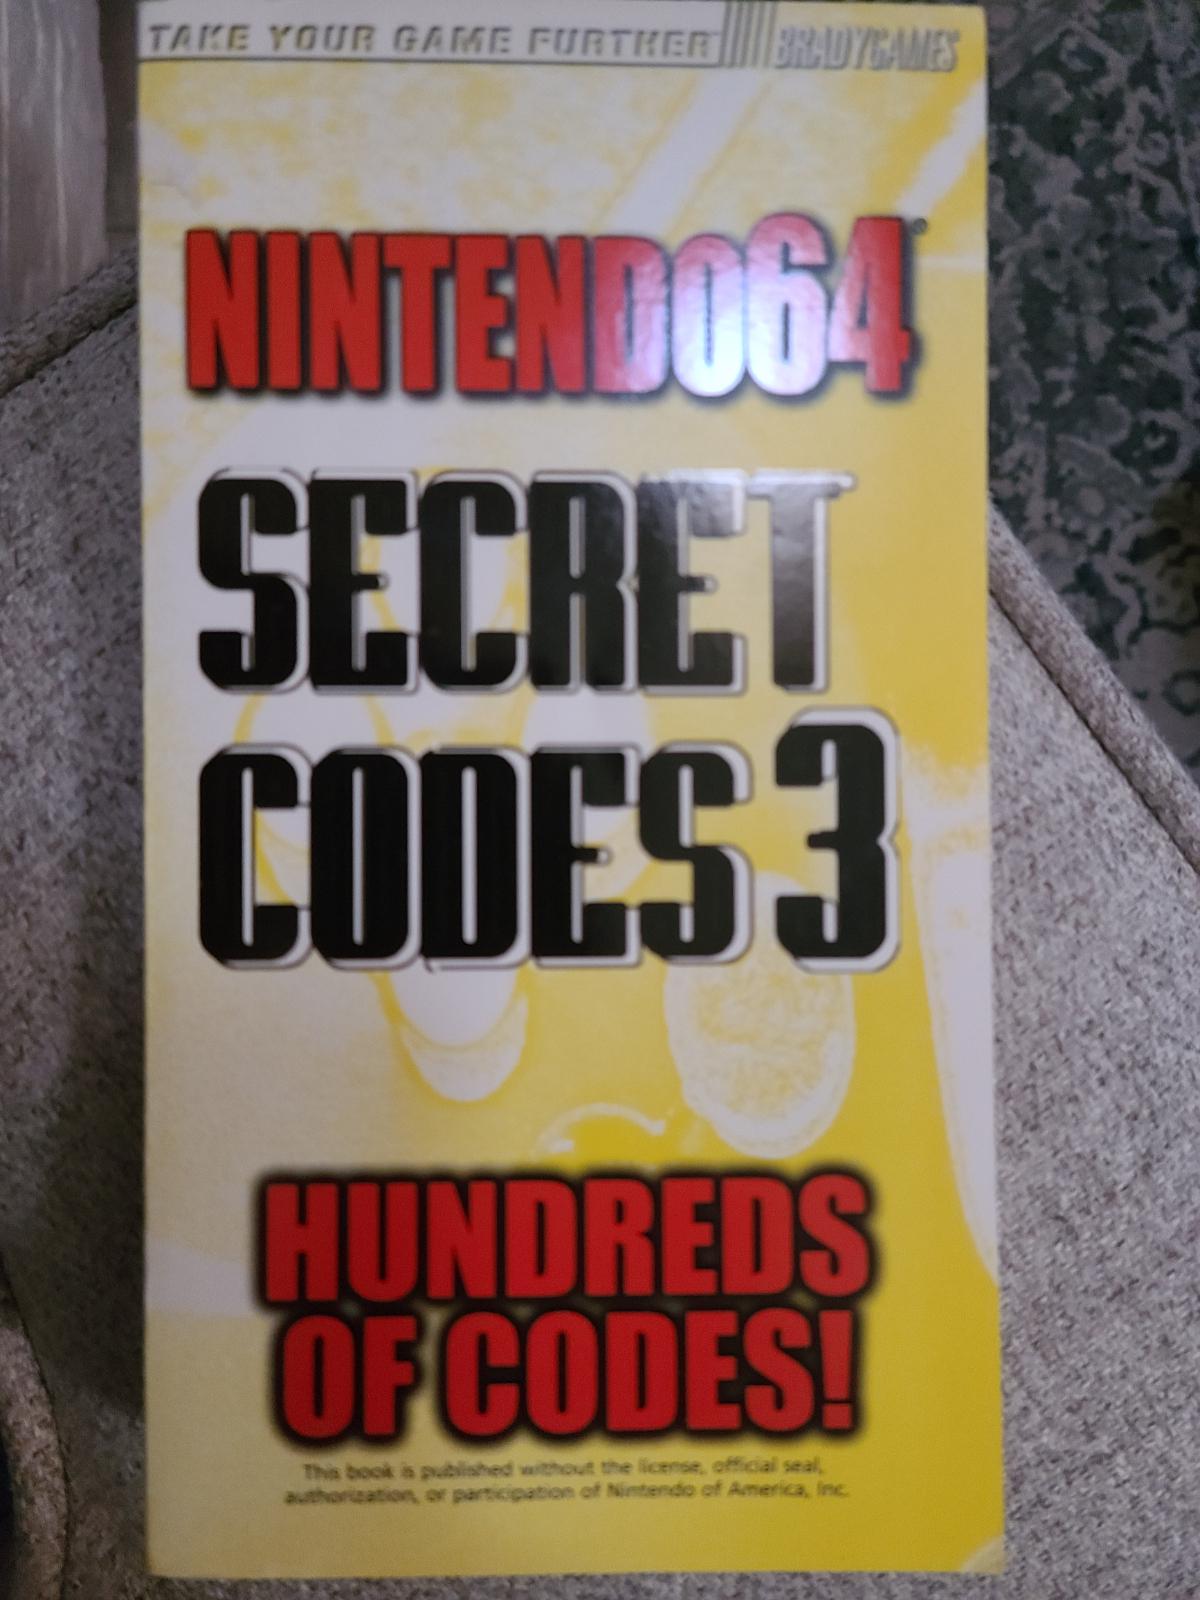 TAKE YOUR GAME FURTHER™ BRADYGAMES
NINTENDO64®
SECRET
CODES 3
HUNDREDS
OF CODES!
This book is published without the license, official seal,
authorization, or participation of Nintendo of America, Inc.